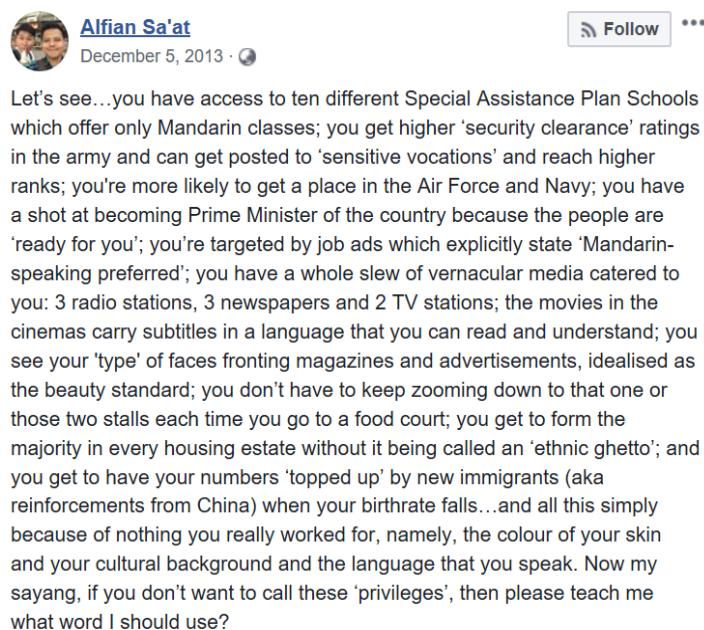 Alfian Sa'at
Follow
December 5, 2013 ·
Let's see…you have access to ten different Special Assistance Plan Schools
which offer only Mandarin classes; you get higher ‘security clearance’ ratings
in the army and can get posted to ‘sensitive vocations’ and reach higher
ranks; you're more likely to get a place in the Air Force and Navy; you have
a shot at becoming Prime Minister of the country because the people are
‘ready for you’; you’re targeted by job ads which explicitly state ‘Mandarin-
speaking preferred’; you have a whole slew of vernacular media catered to
you: 3 radio stations, 3 newspapers and 2 TV stations; the movies in the
cinemas carry subtitles in a language that you can read and understand; you
see your 'type' of faces fronting magazines and advertisements, idealised as
the beauty standard; you don’t have to keep zooming down to that one or
those two stalls each time you go to a food court; you get to form the
majority in every housing estate without it being called an ‘ethnic ghetto’; and
you get to have your numbers ‘topped up’ by new immigrants (aka
reinforcements from China) when your birthrate falls…and all this simply
because of nothing you really worked for, namely, the colour of your skin
and your cultural background and the language that you speak. Now my
sayang, if you don’t want to call these ‘privileges’, then please teach me
what word I should use?